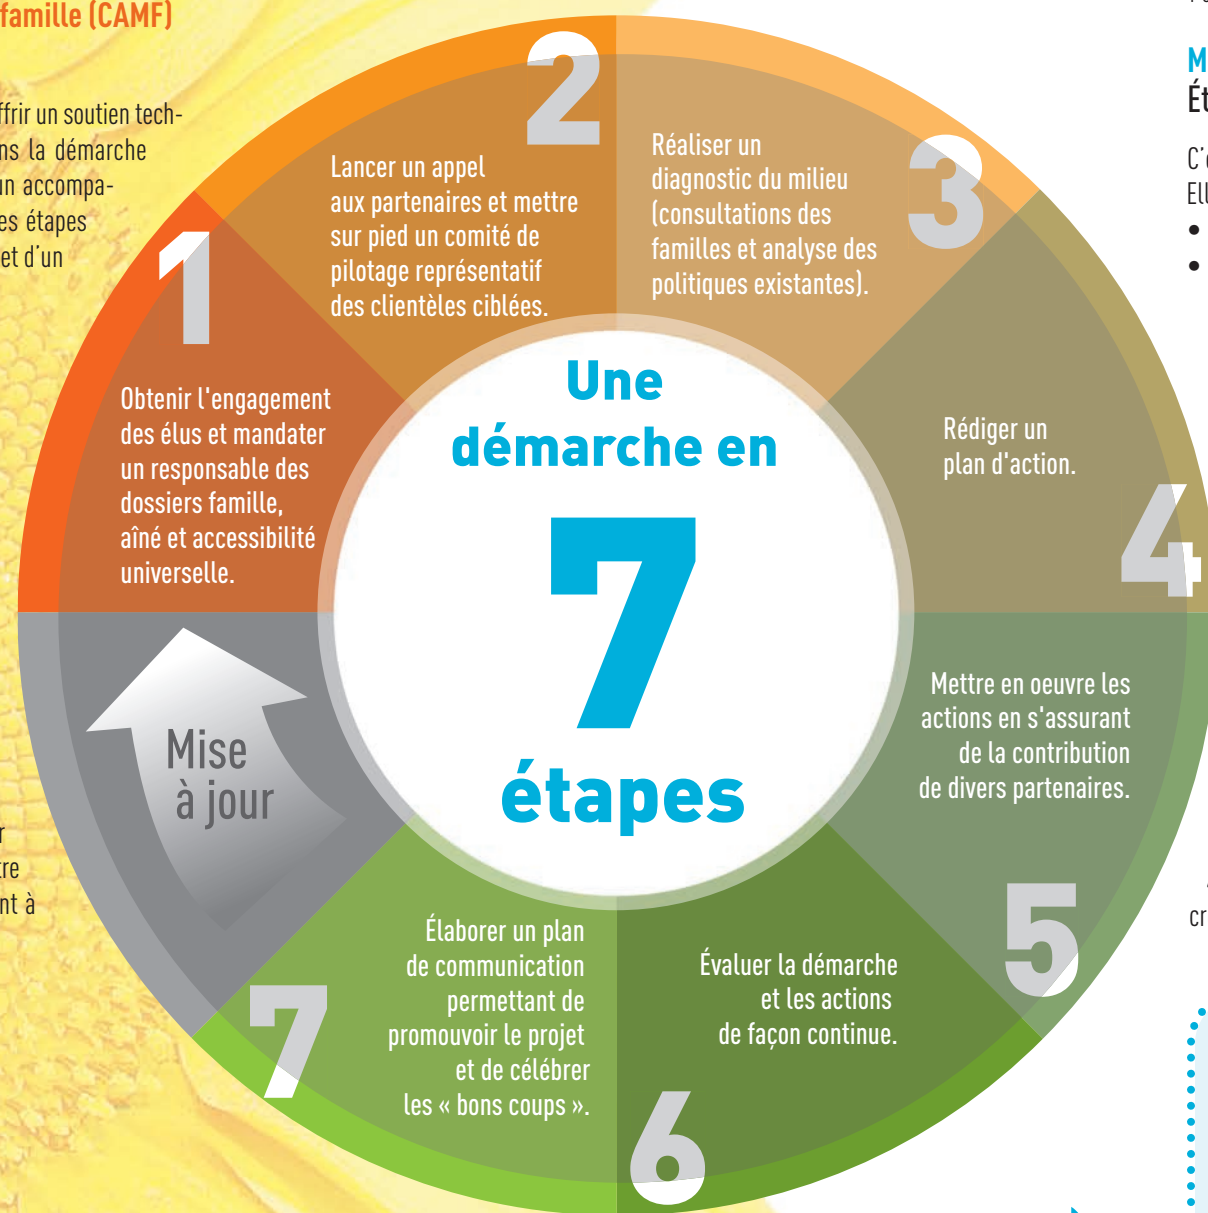 famille (CAMF)
ffrir un soutien tech-
ns la démarche
un accompa-
es étapes
et d'un
r
tre
nt à
Une
démarche en
7
étapes
1
Obtenir l'engagement
des élus et mandater
un responsable des
dossiers famille,
aîné et accessibilité
universelle.
2
Lancer un appel
aux partenaires et mettre
sur pied un comité de
pilotage représentatif
des clientèles ciblées.
3
Réaliser un
diagnostic du milieu
(consultations des
familles et analyse des
politiques existantes).
4
Rédiger un
plan d'action.
Mettre en oeuvre les
actions en s'assurant
de la contribution
de divers partenaires.
5
Évaluer la démarche
et les actions
de façon continue.
6
Élaborer un plan
de communication
permettant de
promouvoir le projet
et de célébrer
les « bons coups ».
7
Mise
à jour
M
Ét
C'
Ell
•
•
cr